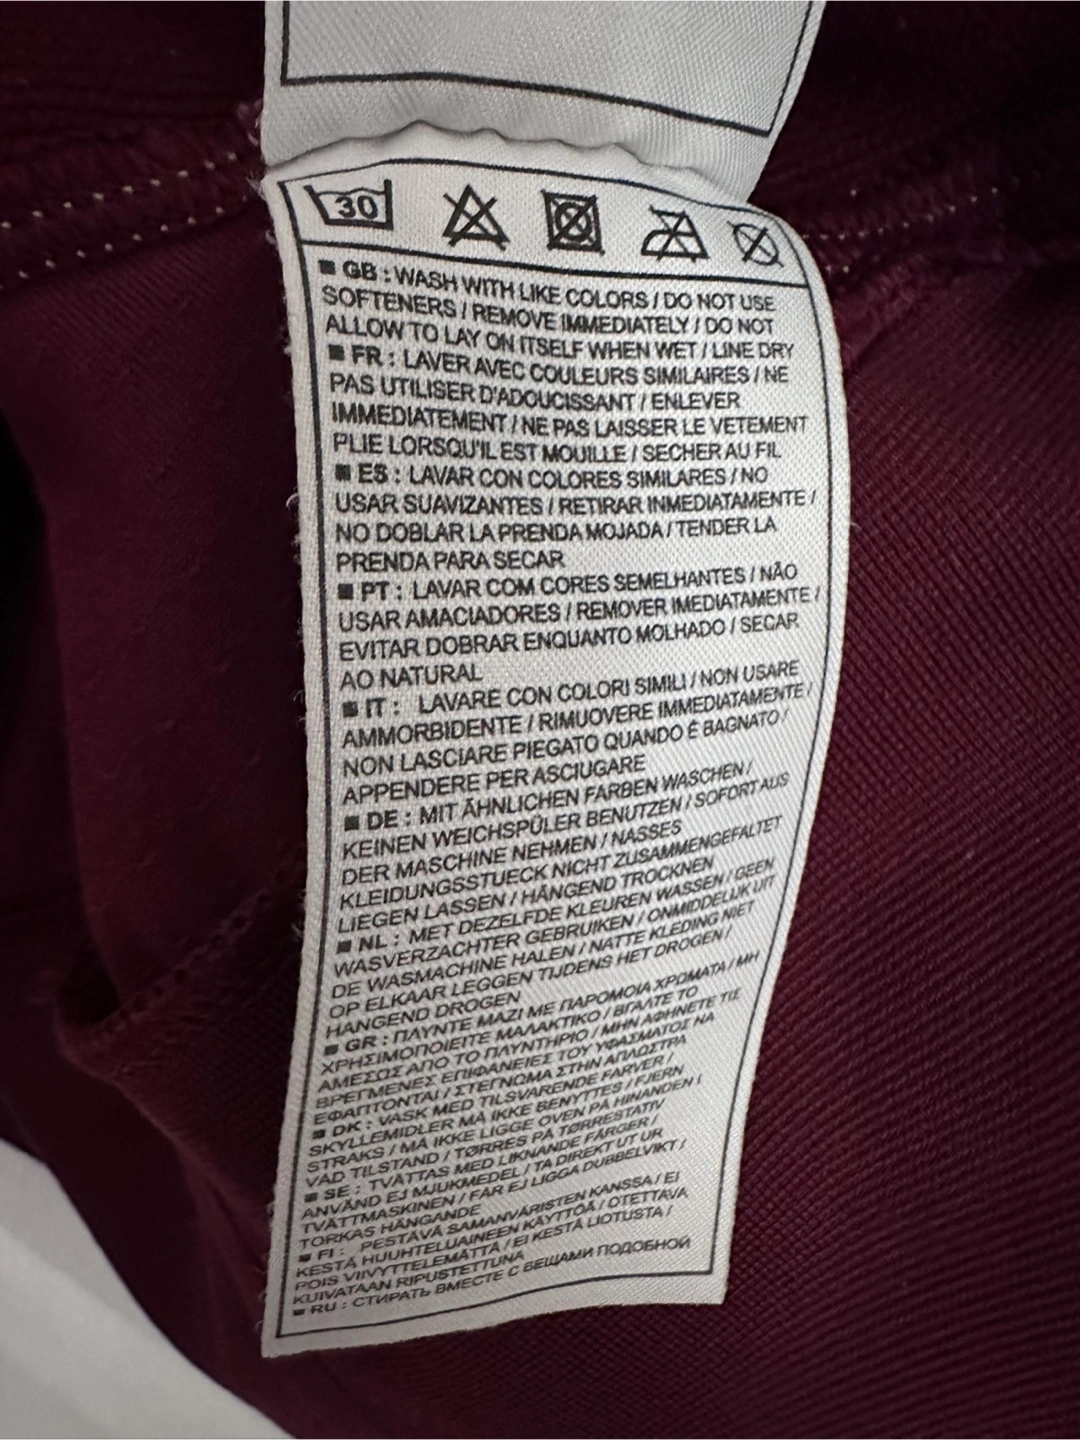 30
■ GB : WASH WITH LIKE COLORS / DO NOT USE
SOFTENERS / REMOVE IMMEDIATELY / DO NOT
ALLOW TO LAY ON ITSELF WHEN WET / LINE DRY
■ FR : LAVER AVEC COULEURS SIMILAIRES / NE
PAS UTILISER D'ADOUCISSANT / ENLEVER
IMMEDIATEMENT / NE PAS LAISSER LE VETEMENT
PLIE LORSQU'IL EST MOUILLE / SECHER AU FIL
■ ES : LAVAR CON COLORES SIMILARES / NO
USAR SUAVIZANTES / RETIRAR INMEDIATAMENTE /
NO DOBLAR LA PRENDA MOJADA / TENDER LA
PRENDA PARA SECAR
■ PT : LAVAR COM CORES SEMELHANTES / NÃO
USAR AMACIADORES / REMOVER IMEDIATAMENTE /
EVITAR DOBRAR ENQUANTO MOLHADO / SECAR
AO NATURAL
■ IT : LAVARE CON COLORI SIMILI / NON USARE
AMMORBIDENTE / RIMUOVERE IMMEDIATAMENTE /
NON LASCIARE PIEGATO QUANDO É BAGNATO /
APPENDERE PER ASCIUGARE
■ DE : MIT ÄHNLICHEN FARBEN WASCHEN /
KEINEN WEICHSPÜLER BENUTZEN / SOFORT AUS
DER MASCHINE NEHMEN / NASSES
KLEIDUNGSSTUECK NICHT ZUSAMMENGEFALTET
LIEGEN LASSEN / HÄNGEND TROCKNEN
■ NL : MET DEZELFDE KLEUREN WASSEN / GEEN
WASVERZACHTER GEBRUIKEN / ONMIDDELIJK UIT
DE WASMACHINE HALEN / NATTE KLEDING NIET
OP ELKAAR LEGGEN TIJDENS HET DROGEN /
HANGEND DROGEN
■ GR : ΠΛΥΝΤΕ ΜΑΖΙ ΜΕ ΠΑΡΟΜΟΙΑ ΧΡΩΜΑΤΑ / ΜΗ
ΧΡΗΣΙΜΟΠΟΙΕΙΤΕ ΜΑΛΑΚΤΙΚΟ / ΒΓΑΛΤΕ ΤΟ
ΑΜΕΣΩΣ ΑΠΟ ΤΟ ΠΛΥΝΤΗΡΙΟ / ΜΗΝ ΑΦΗΝΕΤΕ ΤΙΣ
ΒΡΕΓΜΕΝΕΣ ΕΠΙΦΑΝΕΙΕΣ ΤΟΥ ΥΦΑΣΜΑΤΟΣ ΝΑ
ΕΦΑΠΤΟΝΤΑΙ / ΣΤΕΓΝΩΜΑ ΣΤΗΝ ΑΠΛΩΣΤΡΑ
■ DK : VASK MED TILSVARENDE FARVER /
SKYLLEMIDLER MÅ IKKE BENYTTES / FJERN
STRAKS / MÅ IKKE LIGGE OVEN PÅ HINANDEN I
VÅD TILSTAND / TØRRES PÅ TØRRESTATIV
■ SE : TVÄTTAS MED LIKNANDE FÄRGER /
ANVÄND EJ MJUKMEDEL / TA DIREKT UT UR
TVÄTTMASKINEN / FÅR EJ LIGGA DUBBELVIKT /
TORKAS HÄNGANDE
■ FI : PESTÄVÄ SAMANVÄRISTEN KANSSA / EI
KESTÄ HUUHTELUAINEEN KÄYTTÖÄ / OTETTAVA
POIS VIIVYTTELEMÄTTÄ / EI KESTÄ LIOTUSTA /
KUIVATAAN RIPUSTETTUNA
■ RU : СТИРАТЬ ВМЕСТЕ С ВЕЩАМИ ПОДОБНОЙ